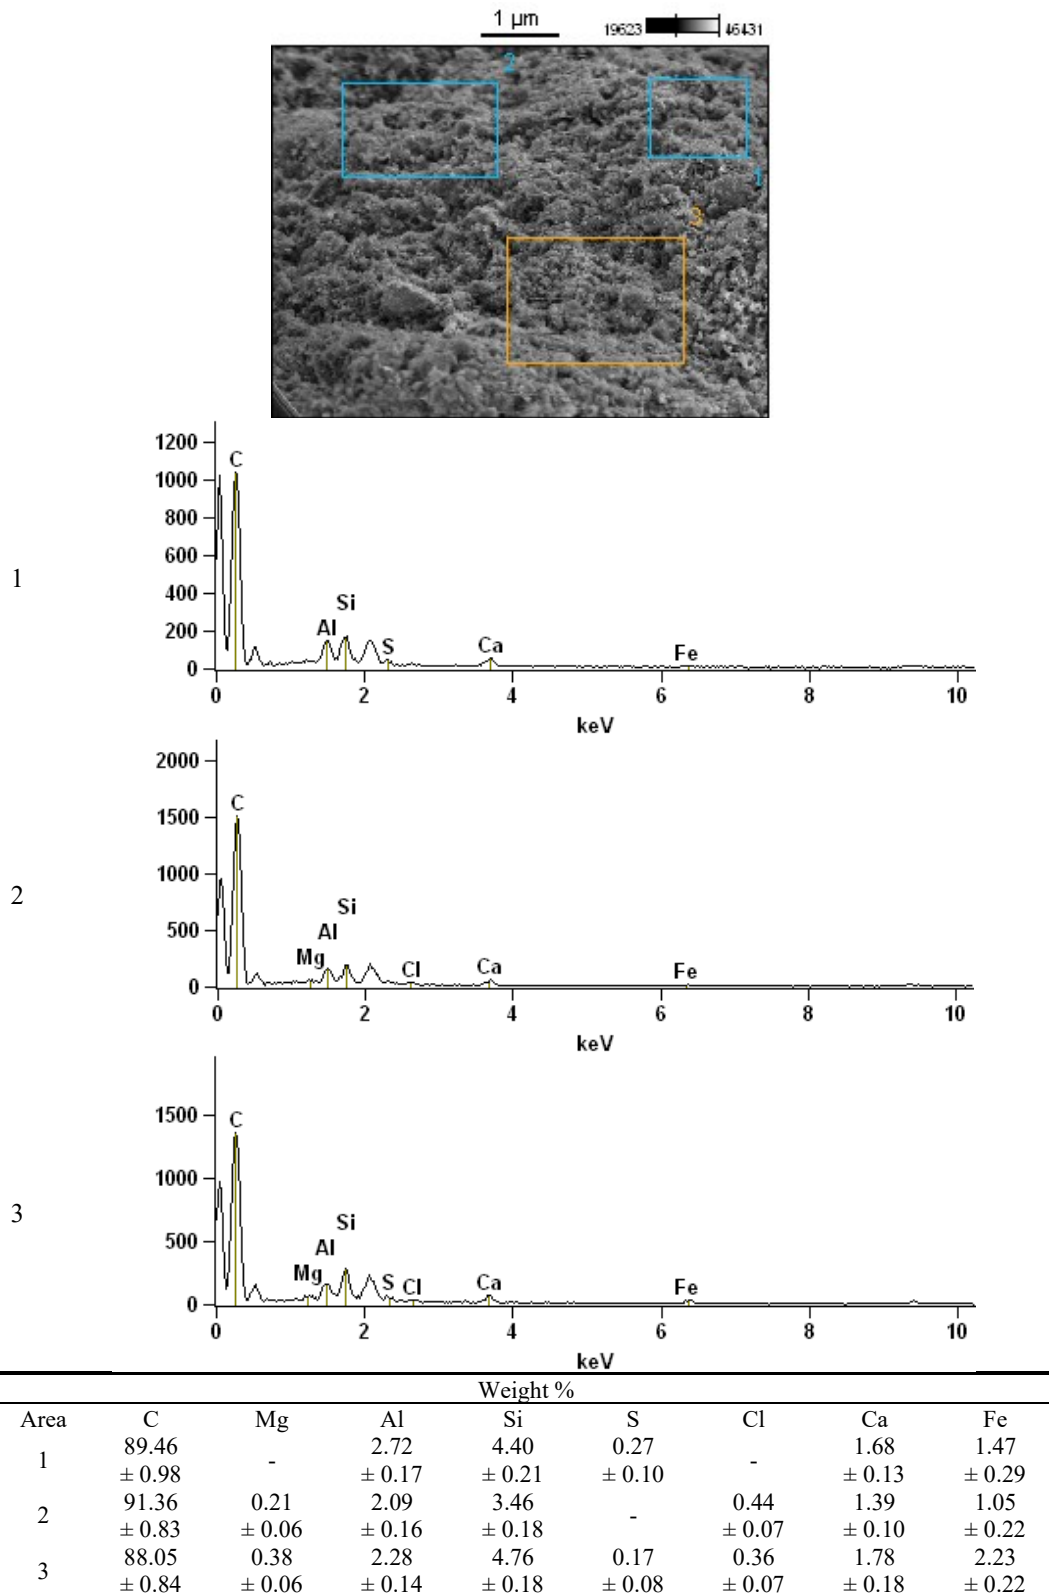 1 µm
19623 46431
2
1
3
1
1200
1000
800
600
400
200
0
C
Al
Si
S
Ca
Fe
0 2 4 6 8 10
keV
2
2000
1500
1000
500
0
C
Mg
Al
Si
Cl
Ca
Fe
0 2 4 6 8 10
keV
3
1500
1000
500
0
C
Mg
Al
Si
S
Cl
Ca
Fe
0 2 4 6 8 10
keV
Weight %
Area C Mg Al Si S Cl Ca Fe
1 89.46 - 2.72 4.40 0.27 - 1.68 1.47
± 0.98 ± 0.17 ± 0.21 ± 0.10 ± 0.13 ± 0.29
2 91.36 0.21 2.09 3.46 - 0.44 1.39 1.05
± 0.83 ± 0.06 ± 0.16 ± 0.18 ± 0.07 ± 0.10 ± 0.22
3 88.05 0.38 2.28 4.76 0.17 0.36 1.78 2.23
± 0.84 ± 0.06 ± 0.14 ± 0.18 ± 0.08 ± 0.07 ± 0.18 ± 0.22